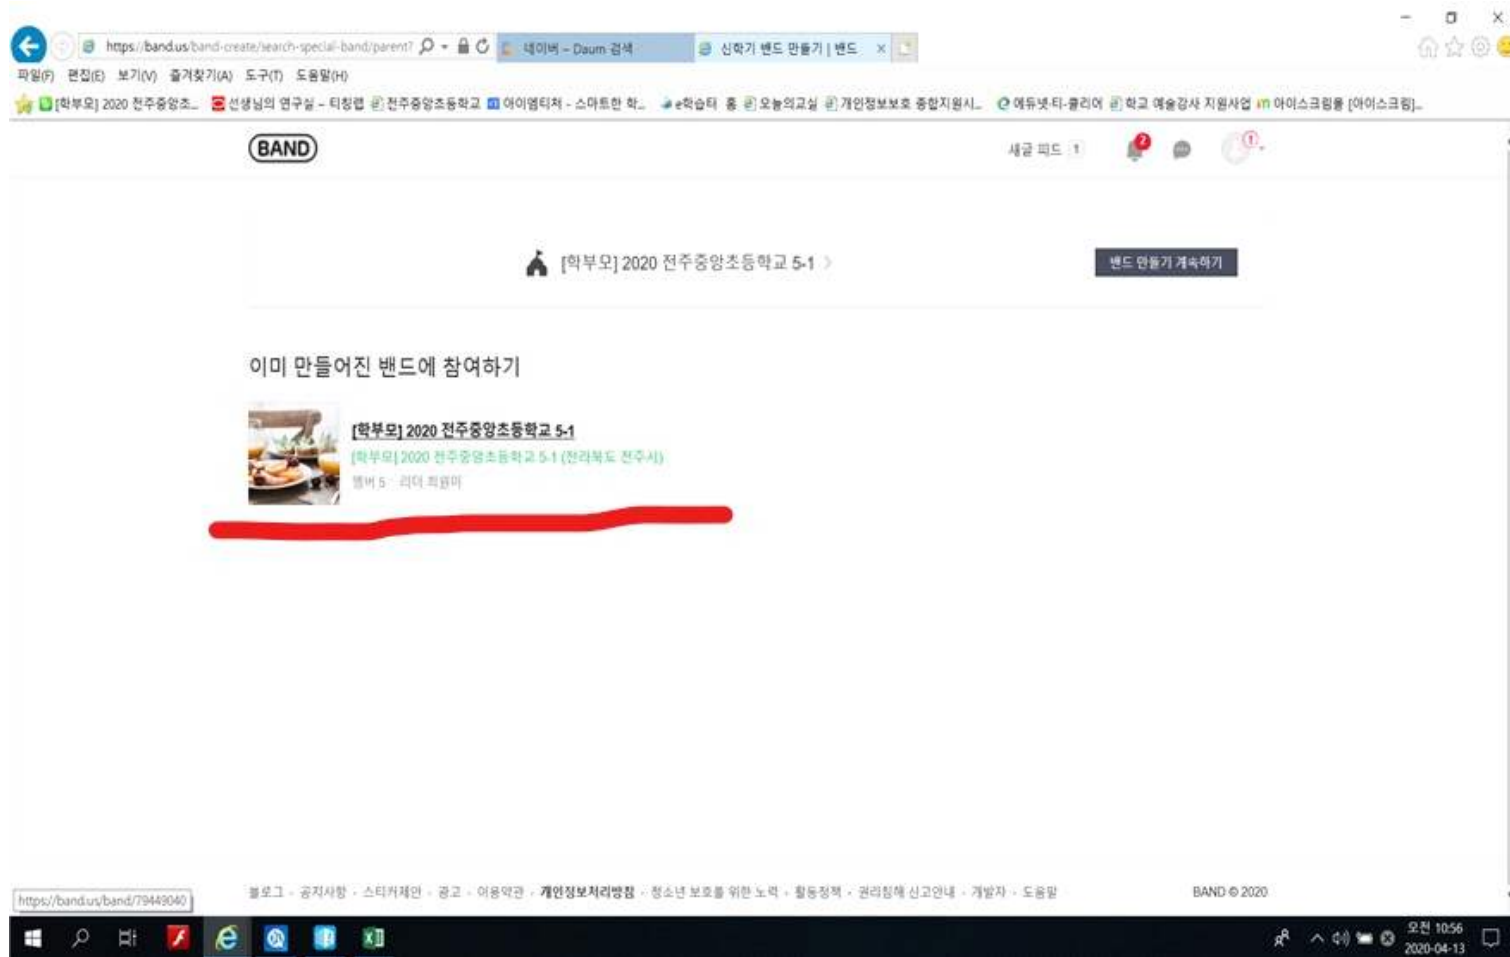 https://band.us/band-create/search-special-band/parent?
네이버 – Daum 검색
신학기 밴드 만들기 | 밴드
파일(F) 편집(E) 보기(V) 즐겨찾기(A) 도구(T) 도움말(H)
[학부모] 2020 전주중앙초... 선생님의 연구실 – 티칭랩 전주중앙초등학교 아이엠티처 - 스마트한 학... e학습터 홈 오늘의교실 개인정보보호 종합지원시... 에듀넷·티-클리어 학교 예술강사 지원사업 아이스크림몰 [아이스크림]...
BAND
새글 피드 1
2
1
[학부모] 2020 전주중앙초등학교 5-1
밴드 만들기 계속하기
이미 만들어진 밴드에 참여하기
[학부모] 2020 전주중앙초등학교 5-1
[학부모] 2020 전주중앙초등학교 5-1 (전라북도 전주시)
멤버 5 · 리더 최원미
블로그 · 공지사항 · 스티커제안 · 광고 · 이용약관 · 개인정보처리방침 · 청소년 보호를 위한 노력 · 활동정책 · 권리침해 신고안내 · 개발자 · 도움말
BAND © 2020
https://band.us/band/79449040
오전 10:56
2020-04-13